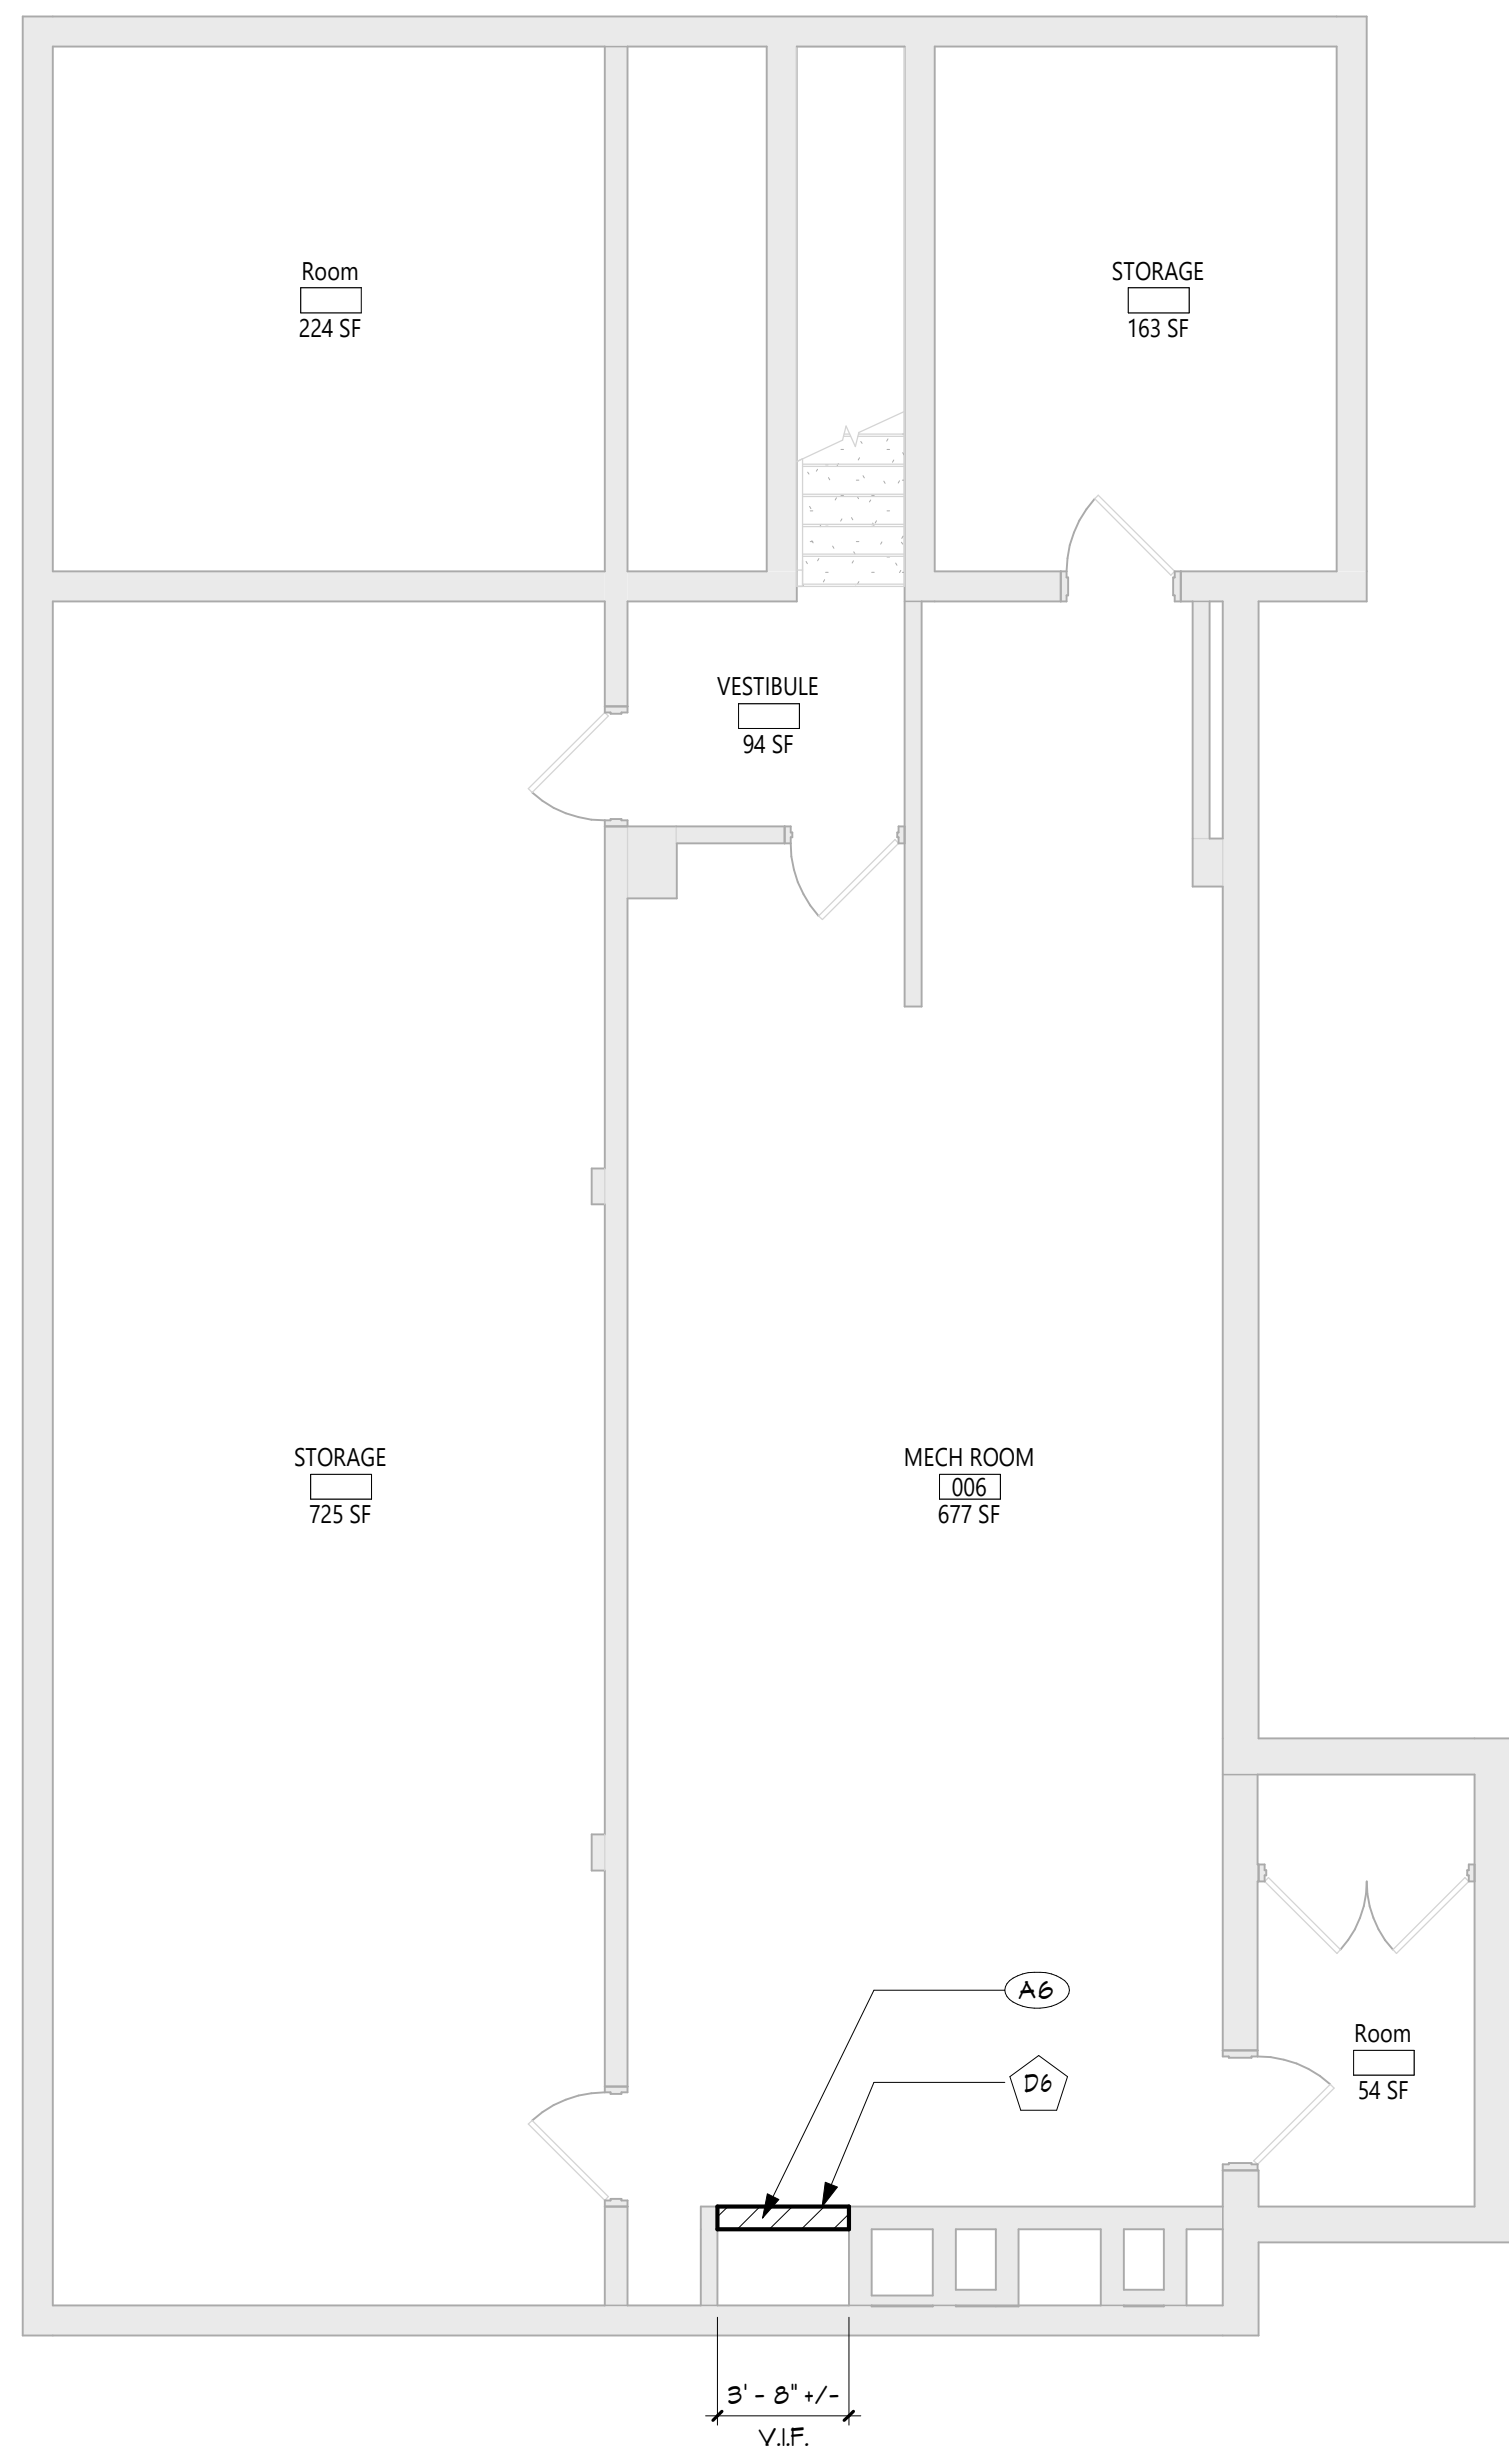 Room
224 SF
STORAGE
163 SF
VESTIBULE
94 SF
STORAGE
725 SF
MECH ROOM
006
677 SF
A6
D6
Room
54 SF
3' - 8" +/-
V.I.F.